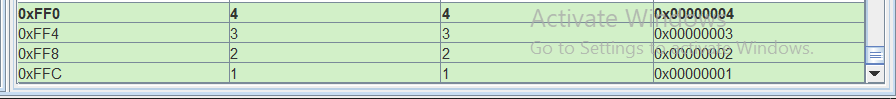 0xFF0 4 4 0x00000004
0xFF4 3 3 0x00000003
0xFF8 2 2 0x00000002
0xFFC 1 1 0x00000001
Activate Windows
Go to Settings to activate Windows.